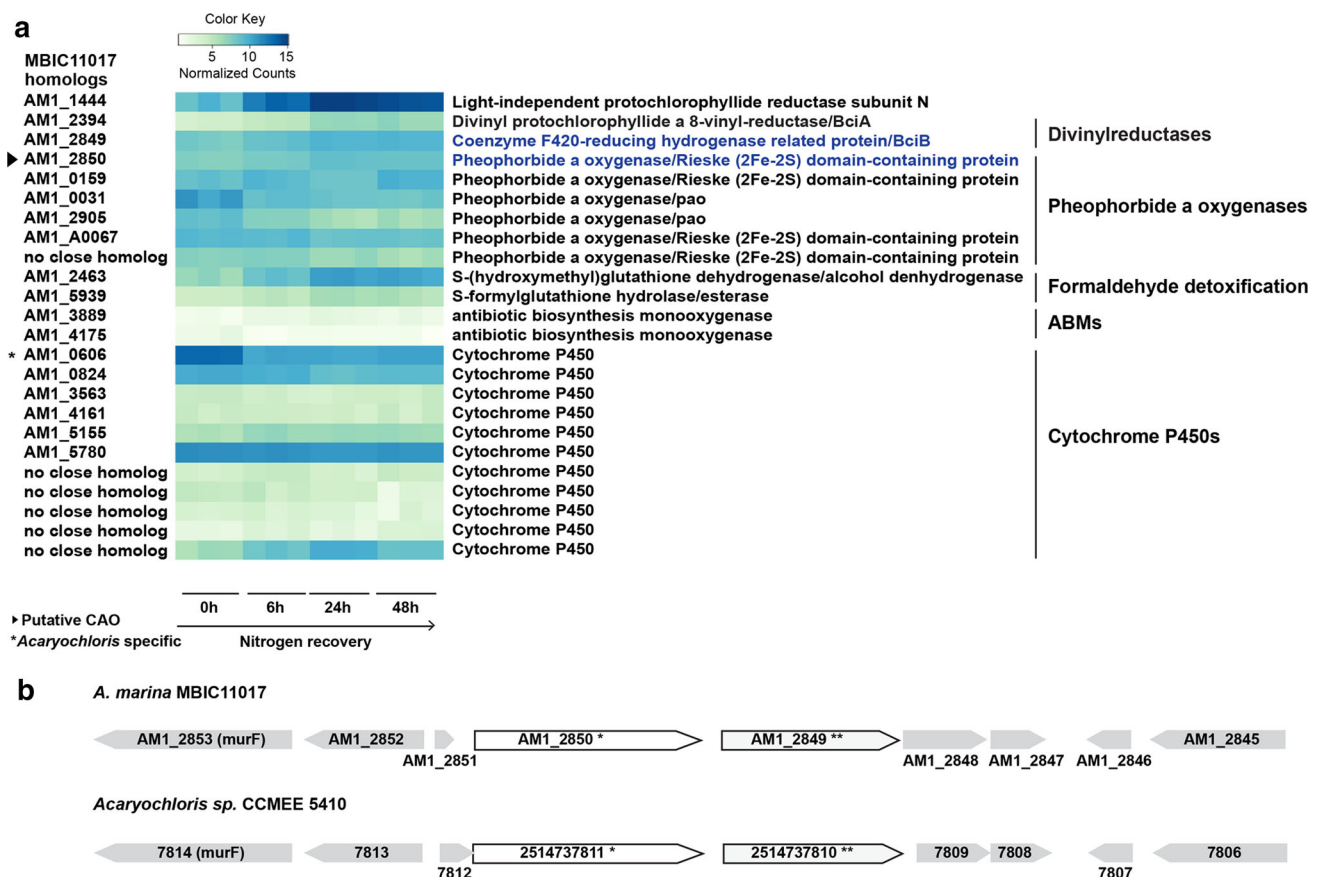 a
Color Key
5 10 15
Normalized Counts
MBIC11017
homologs
AM1_1444 Light-independent protochlorophyllide reductase subunit N
AM1_2394 Divinyl protochlorophyllide a 8-vinyl-reductase/BciA
AM1_2849 Coenzyme F420-reducing hydrogenase related protein/BciB
Divinylreductases
AM1_2850 Pheophorbide a oxygenase/Rieske (2Fe-2S) domain-containing protein
AM1_0159 Pheophorbide a oxygenase/Rieske (2Fe-2S) domain-containing protein
AM1_0031 Pheophorbide a oxygenase/pao
AM1_2905 Pheophorbide a oxygenase/pao
AM1_A0067 Pheophorbide a oxygenase/Rieske (2Fe-2S) domain-containing protein
no close homolog Pheophorbide a oxygenase/Rieske (2Fe-2S) domain-containing protein
Pheophorbide a oxygenases
AM1_2463 S-(hydroxymethyl)glutathione dehydrogenase/alcohol denhydrogenase
AM1_5939 S-formylglutathione hydrolase/esterase
Formaldehyde detoxification
AM1_3889 antibiotic biosynthesis monooxygenase
AM1_4175 antibiotic biosynthesis monooxygenase
ABMs
* AM1_0606 Cytochrome P450
AM1_0824 Cytochrome P450
AM1_3563 Cytochrome P450
AM1_4161 Cytochrome P450
AM1_5155 Cytochrome P450
AM1_5780 Cytochrome P450
no close homolog Cytochrome P450
no close homolog Cytochrome P450
no close homolog Cytochrome P450
no close homolog Cytochrome P450
no close homolog Cytochrome P450
Cytochrome P450s
0h 6h 24h 48h
Putative CAO
*Acaryochloris specific
Nitrogen recovery
b
A. marina MBIC11017
AM1_2853 (murF) AM1_2852 AM1_2850 * AM1_2849 ** AM1_2845
AM1_2851 AM1_2848 AM1_2847 AM1_2846
Acaryochloris sp. CCMEE 5410
7814 (murF) 7813 2514737811 * 2514737810 ** 7809 7808 7806
7812 7807